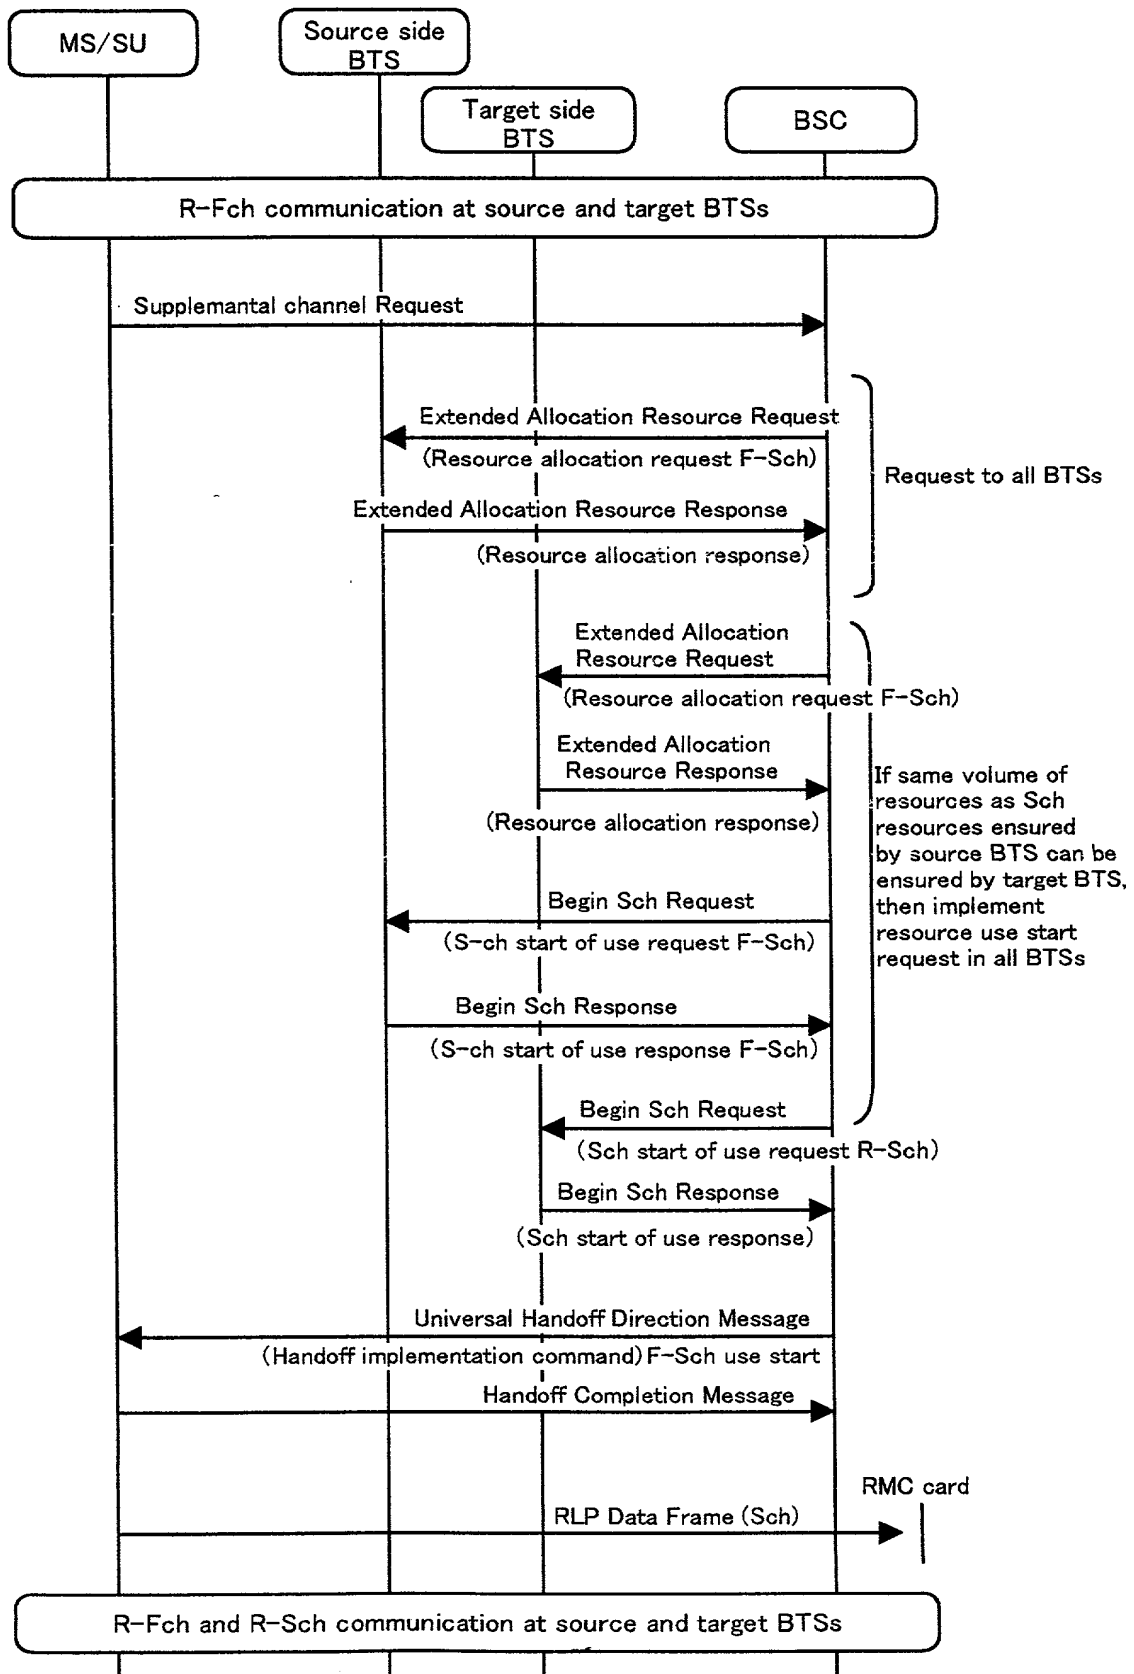 MS/SU
Source side
BTS
Target side
BTS
BSC
R-Fch communication at source and target BTSs
Supplemantal channel Request
Extended Allocation Resource Request
(Resource allocation request F-Sch)
Request to all BTSs
Extended Allocation Resource Response
(Resource allocation response)
Extended Allocation
Resource Request
(Resource allocation request F-Sch)
Extended Allocation
Resource Response
(Resource allocation response)
If same volume of
resources as Sch
resources ensured
by source BTS can be
ensured by target BTS,
then implement
resource use start
request in all BTSs
Begin Sch Request
(S-ch start of use request F-Sch)
Begin Sch Response
(S-ch start of use response F-Sch)
Begin Sch Request
(Sch start of use request R-Sch)
Begin Sch Response
(Sch start of use response)
Universal Handoff Direction Message
(Handoff implementation command) F-Sch use start
Handoff Completion Message
RMC card
RLP Data Frame (Sch)
R-Fch and R-Sch communication at source and target BTSs